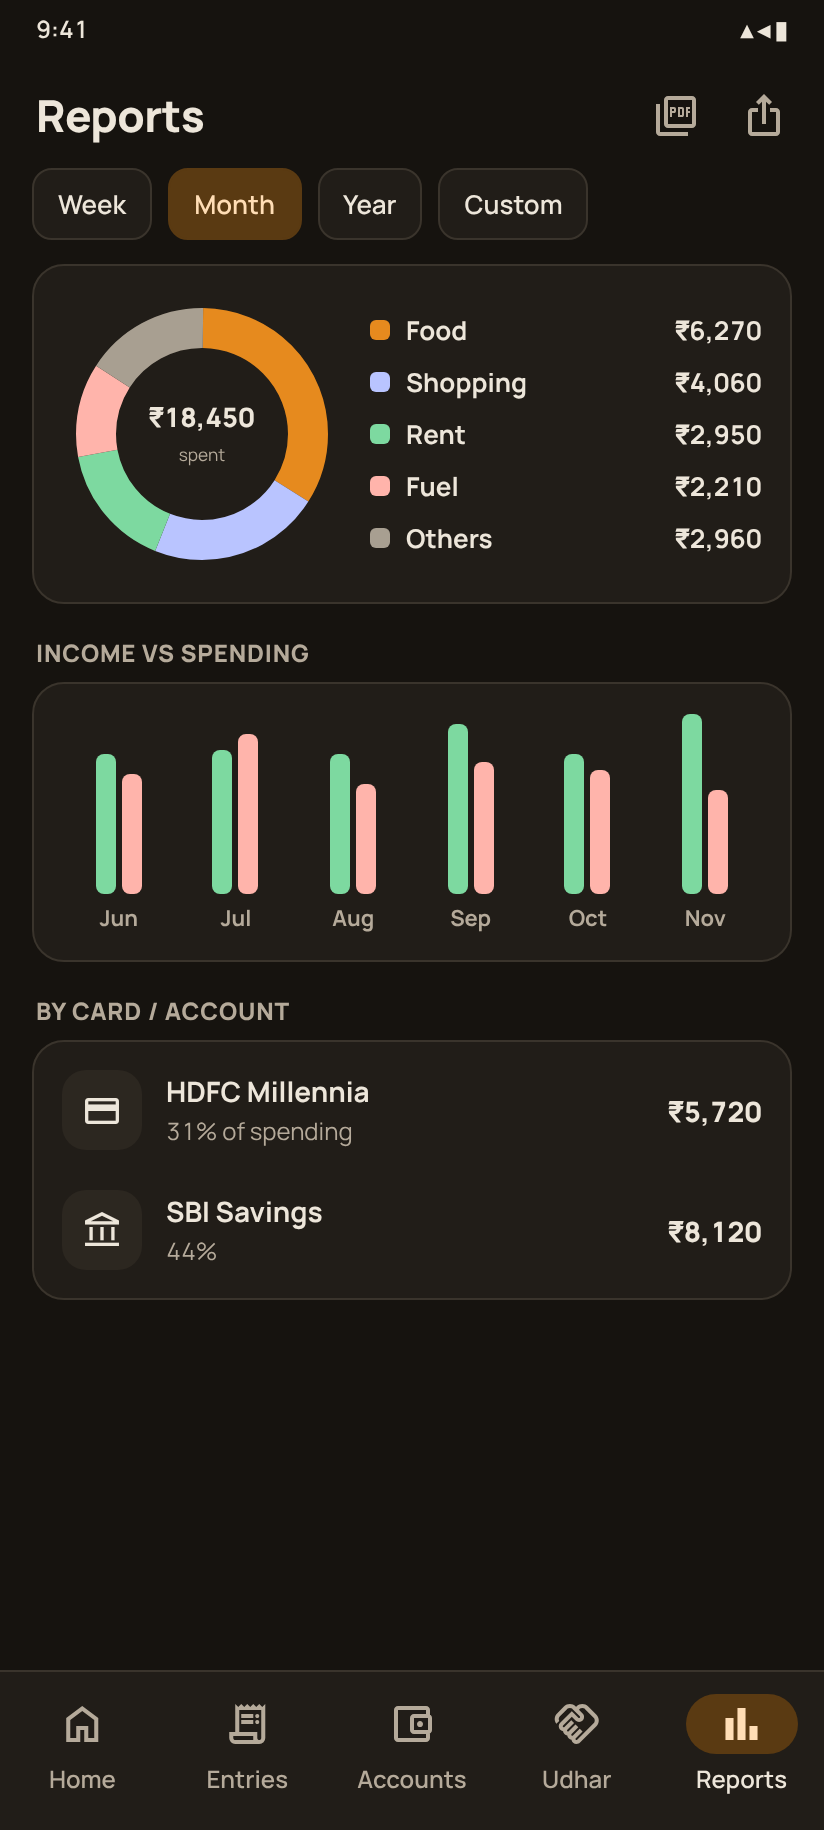 9:41
Reports
PDF
Week
Month
Year
Custom
₹18,450
spent
Food ₹6,270
Shopping ₹4,060
Rent ₹2,950
Fuel ₹2,210
Others ₹2,960
INCOME VS SPENDING
Jun Jul Aug Sep Oct Nov
BY CARD / ACCOUNT
HDFC Millennia
31% of spending
₹5,720
SBI Savings
44%
₹8,120
Home Entries Accounts Udhar Reports